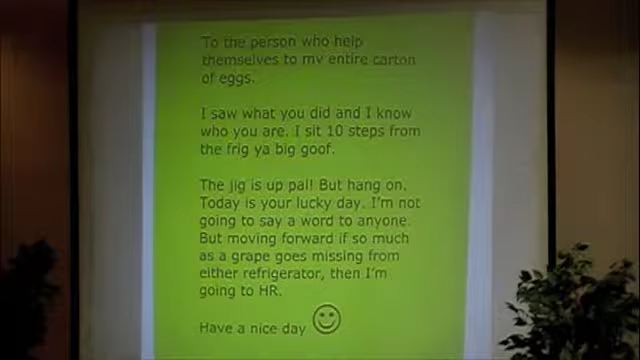 To the person who help
themselves to my entire carton
of eggs.
I saw what you did and I know
who you are. I sit 10 steps from
the frig ya big goof.
The jig is up pal! But hang on.
Today is your lucky day. I'm not
going to say a word to anyone.
But moving forward if so much
as a grape goes missing from
either refrigerator, then I'm
going to HR.
Have a nice day